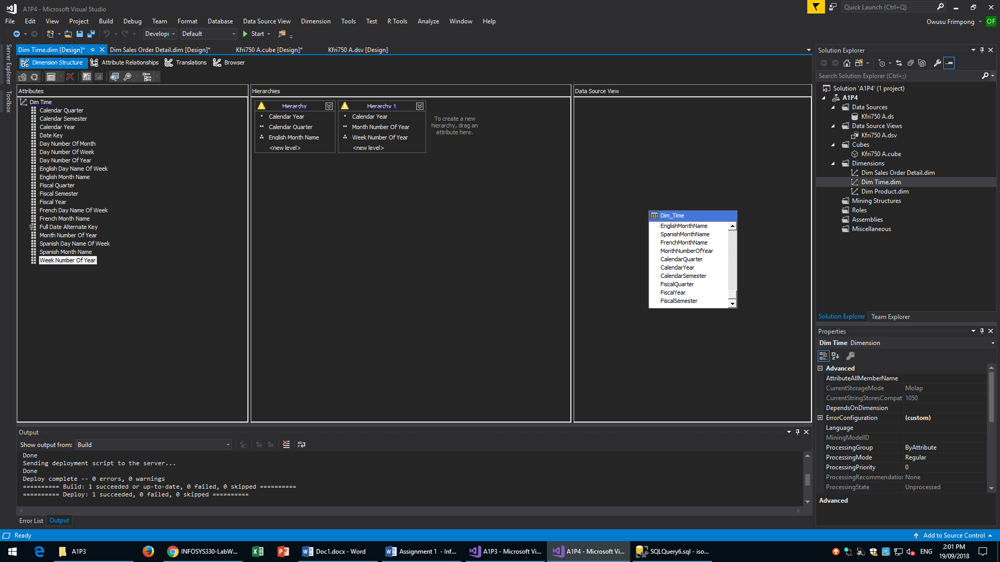 A1P4 - Microsoft Visual Studio
Quick Launch (Ctrl+Q)
File Edit View Project Build Debug Team Format Database Data Source View Dimension Tools Test R Tools Analyze Window Help
Owusu Frimpong OF
Developi Default Start
Server Explorer
Toolbox
Dim Time.dim [Design]* Dim Sales Order Detail.dim [Design]* Kfri750 A.cube [Design]* Kfri750 A.dsv [Design]
Dimension Structure Attribute Relationships Translations Browser
Attributes
Dim Time
Calendar Quarter
Calendar Semester
Calendar Year
Date Key
Day Number Of Month
Day Number Of Week
Day Number Of Year
English Day Name Of Week
English Month Name
Fiscal Quarter
Fiscal Semester
Fiscal Year
French Day Name Of Week
French Month Name
Full Date Alternate Key
Month Number Of Year
Spanish Day Name Of Week
Spanish Month Name
Week Number Of Year
Hierarchies
Hierarchy
Calendar Year
Calendar Quarter
English Month Name
<new level>
Hierarchy 1
Calendar Year
Month Number Of Year
Week Number Of Year
<new level>
To create a new
hierarchy, drag an
attribute here.
Data Source View
Dim_Time
EnglishMonthName
SpanishMonthName
FrenchMonthName
MonthNumberOfYear
CalendarQuarter
CalendarYear
CalendarSemester
FiscalQuarter
FiscalYear
FiscalSemester
Solution Explorer
Search Solution Explorer (Ctrl+;)
Solution 'A1P4' (1 project)
A1P4
Data Sources
Kfri750 A.ds
Data Source Views
Kfri750 A.dsv
Cubes
Kfri750 A.cube
Dimensions
Dim Sales Order Detail.dim
Dim Time.dim
Dim Product.dim
Mining Structures
Roles
Assemblies
Miscellaneous
Solution Explorer Team Explorer
Properties
Dim Time Dimension
Advanced
AttributeAllMemberName
CurrentStorageMode Molap
CurrentStringStoresCompat 1050
DependsOnDimension
ErrorConfiguration (custom)
Language
MiningModelID
ProcessingGroup ByAttribute
ProcessingMode Regular
ProcessingPriority 0
ProcessingRecommendation None
ProcessingState Unprocessed
Advanced
Output
Show output from: Build
Done
Sending deployment script to the server...
Done
Deploy complete -- 0 errors, 0 warnings
========== Build: 1 succeeded or up-to-date, 0 failed, 0 skipped ==========
========== Deploy: 1 succeeded, 0 failed, 0 skipped ==========
Error List Output
Ready
Add to Source Control
A1P3 INFOSYS330-LabW... Doc1.docx - Word Assignment 1 - Inf... A1P3 - Microsoft Vi... A1P4 - Microsoft Vi... SQLQuery6.sql - iso...
ENG
2:01 PM
19/09/2018